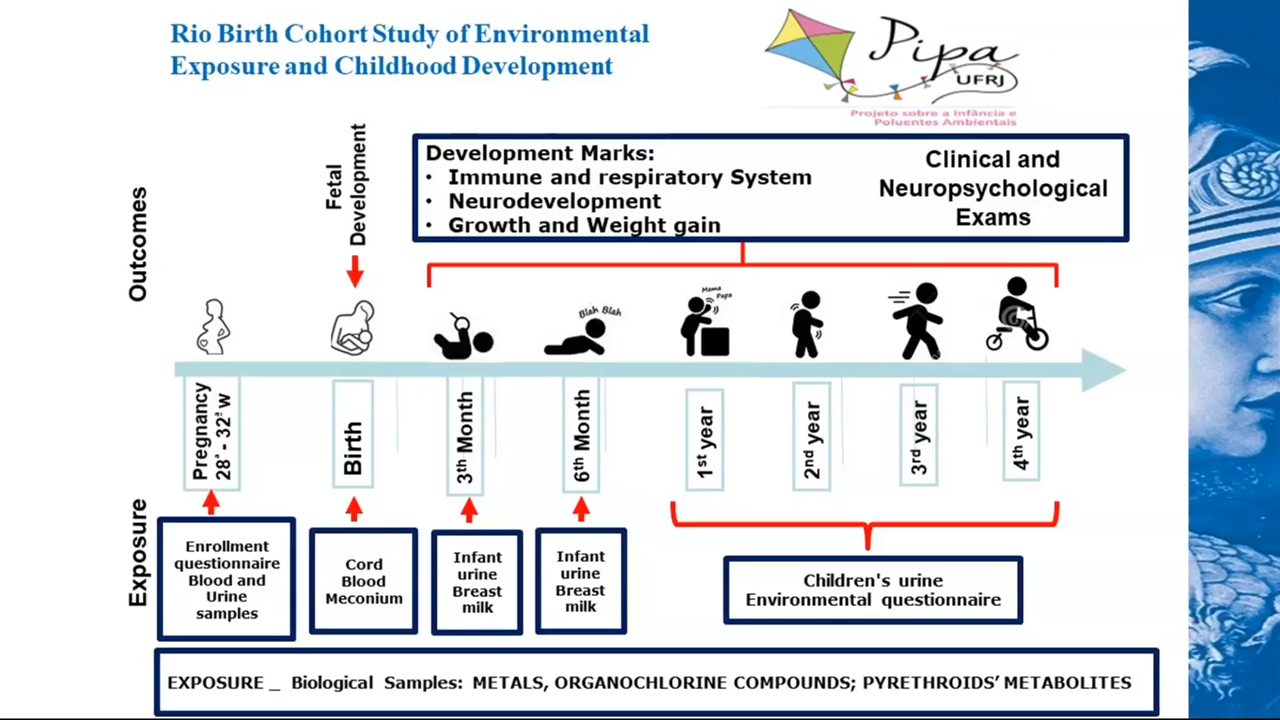 Rio Birth Cohort Study of Environmental
Exposure and Childhood Development
Pipa
UFRJ
Projeto sobre a Infância e
Poluentes Ambientais
Outcomes
Fetal
Development
Development Marks:
• Immune and respiratory System
• Neurodevelopment
• Growth and Weight gain
Clinical and
Neuropsychological
Exams
Blah Blah
Mama
Papa
Pregnancy
28ª - 32ª w
Birth
3th Month
6th Month
1st year
2nd year
3rd year
4th year
Exposure
Enrollment
questionnaire
Blood and
Urine
samples
Cord
Blood
Meconium
Infant
urine
Breast
milk
Infant
urine
Breast
milk
Children's urine
Environmental questionnaire
EXPOSURE _ Biological Samples: METALS, ORGANOCHLORINE COMPOUNDS; PYRETHROIDS’ METABOLITES